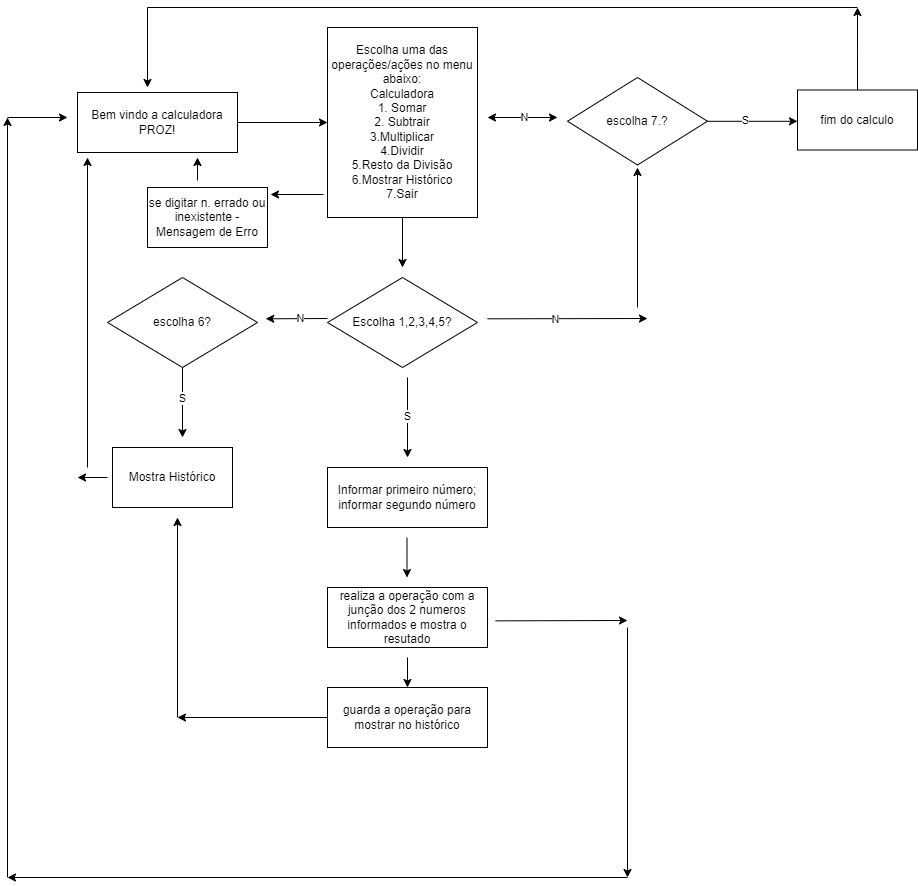 Bem vindo a calculadora
PROZ!
Escolha uma das
operações/ações no menu
abaixo:
Calculadora
1. Somar
2. Subtrair
3.Multiplicar
4.Dividir
5.Resto da Divisão
6.Mostrar Histórico
7.Sair
N
escolha 7.?
S
fim do calculo
se digitar n. errado ou
inexistente -
Mensagem de Erro
escolha 6?
N
Escolha 1,2,3,4,5?
N
S
S
Mostra Histórico
Informar primeiro número;
informar segundo número
realiza a operação com a
junção dos 2 numeros
informados e mostra o
resutado
guarda a operação para
mostrar no histórico